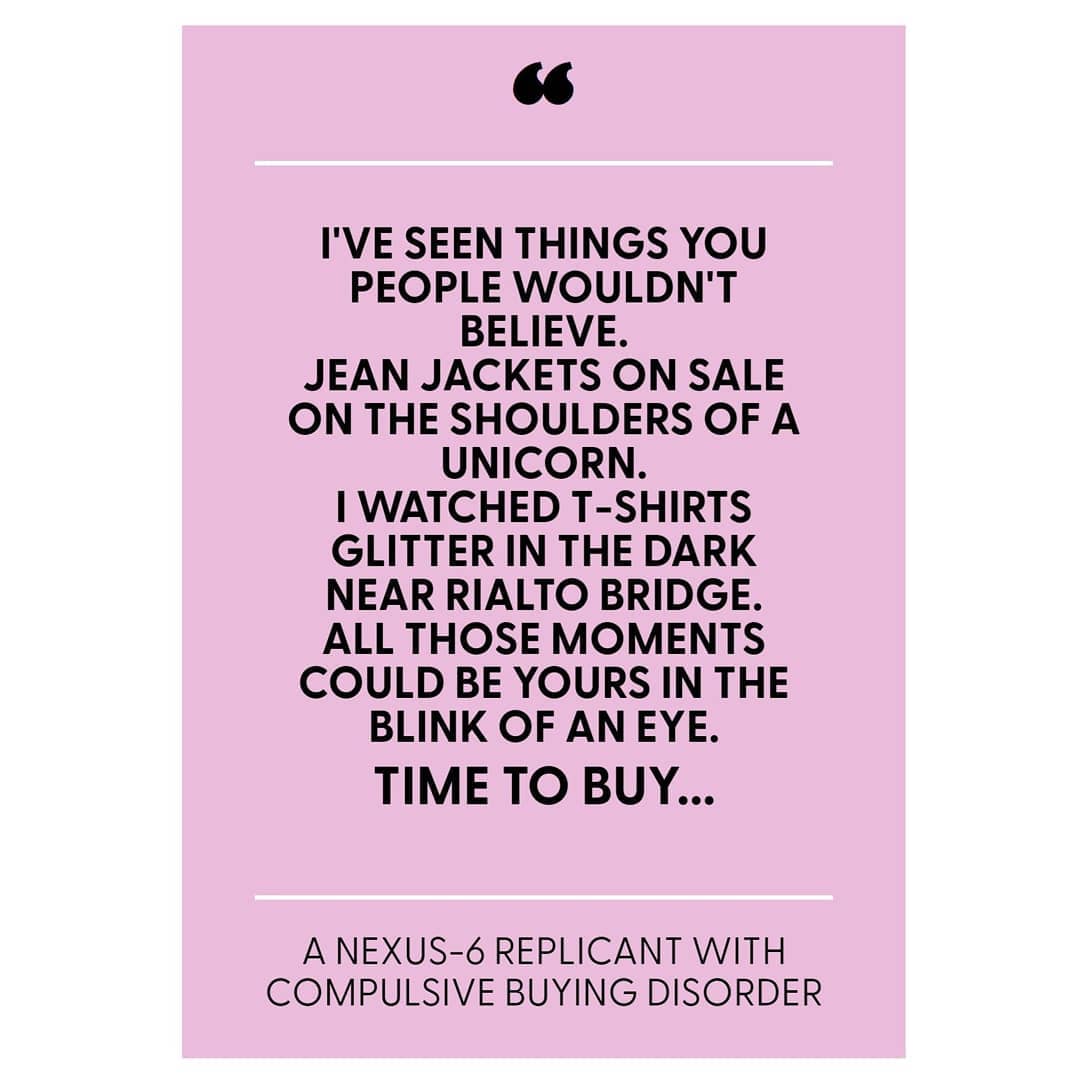 “
I'VE SEEN THINGS YOU
PEOPLE WOULDN'T
BELIEVE.
JEAN JACKETS ON SALE
ON THE SHOULDERS OF A
UNICORN.
I WATCHED T-SHIRTS
GLITTER IN THE DARK
NEAR RIALTO BRIDGE.
ALL THOSE MOMENTS
COULD BE YOURS IN THE
BLINK OF AN EYE.
TIME TO BUY...
A NEXUS-6 REPLICANT WITH
COMPULSIVE BUYING DISORDER